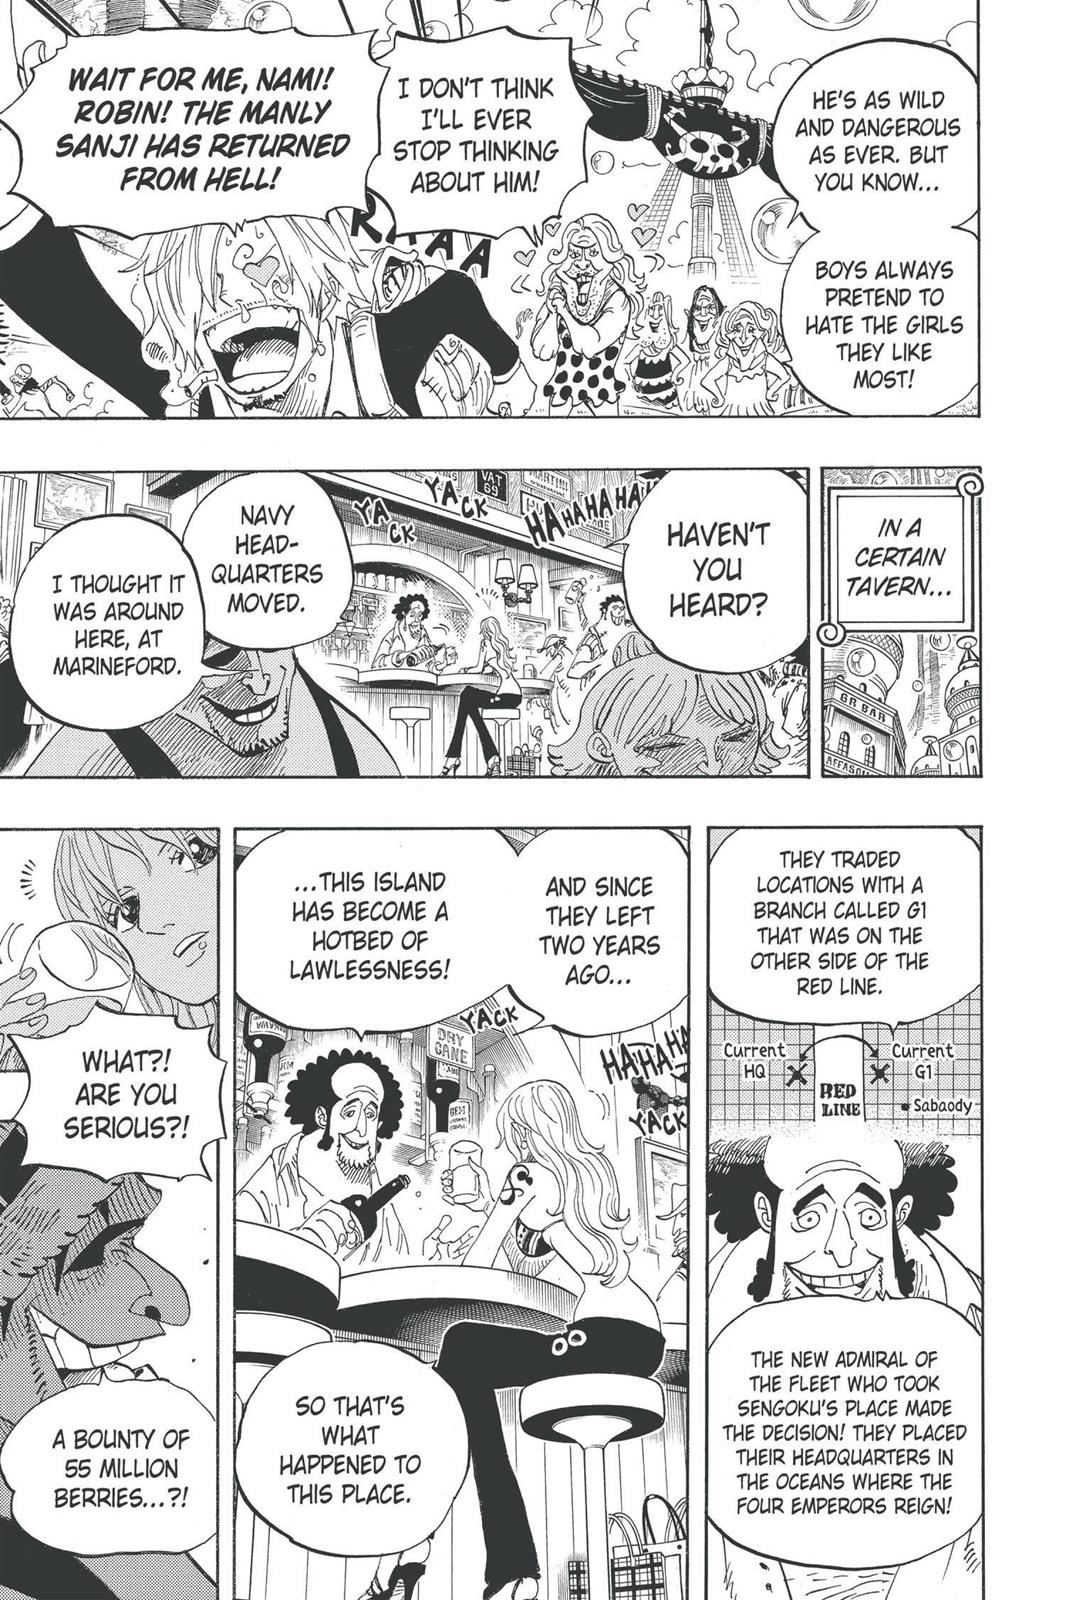 HE'S AS WILD
AND DANGEROUS
AS EVER. BUT
YOU KNOW...
BOYS ALWAYS
PRETEND TO
HATE THE GIRLS
THEY LIKE
MOST!
I DON'T THINK
I'LL EVER
STOP THINKING
ABOUT HIM!
WAIT FOR ME, NAMI!
ROBIN! THE MANLY
SANJI HAS RETURNED
FROM HELL!
IN A
CERTAIN
TAVERN...
GR BAR
HAVEN'T
YOU
HEARD?
HAHAHAHAHA
YACK
YACK
VAT
69
NAVY
HEAD-
QUARTERS
MOVED.
I THOUGHT IT
WAS AROUND
HERE, AT
MARINEFORD.
THEY TRADED
LOCATIONS WITH A
BRANCH CALLED G1
THAT WAS ON THE
OTHER SIDE OF THE
RED LINE.
Current
HQ
RED
LINE
Current
G1
Sabaody
THE NEW ADMIRAL OF
THE FLEET WHO TOOK
SENGOKU'S PLACE MADE
THE DECISION! THEY PLACED
THEIR HEADQUARTERS IN
THE OCEANS WHERE THE
FOUR EMPERORS REIGN!
AND SINCE
THEY LEFT
TWO YEARS
AGO...
...THIS ISLAND
HAS BECOME A
HOTBED OF
LAWLESSNESS!
YACK
HAHAHA
YACK
DRY
CANE
SO THAT'S
WHAT
HAPPENED TO
THIS PLACE.
WHAT?!
ARE YOU
SERIOUS?!
A BOUNTY OF
55 MILLION
BERRIES...?!